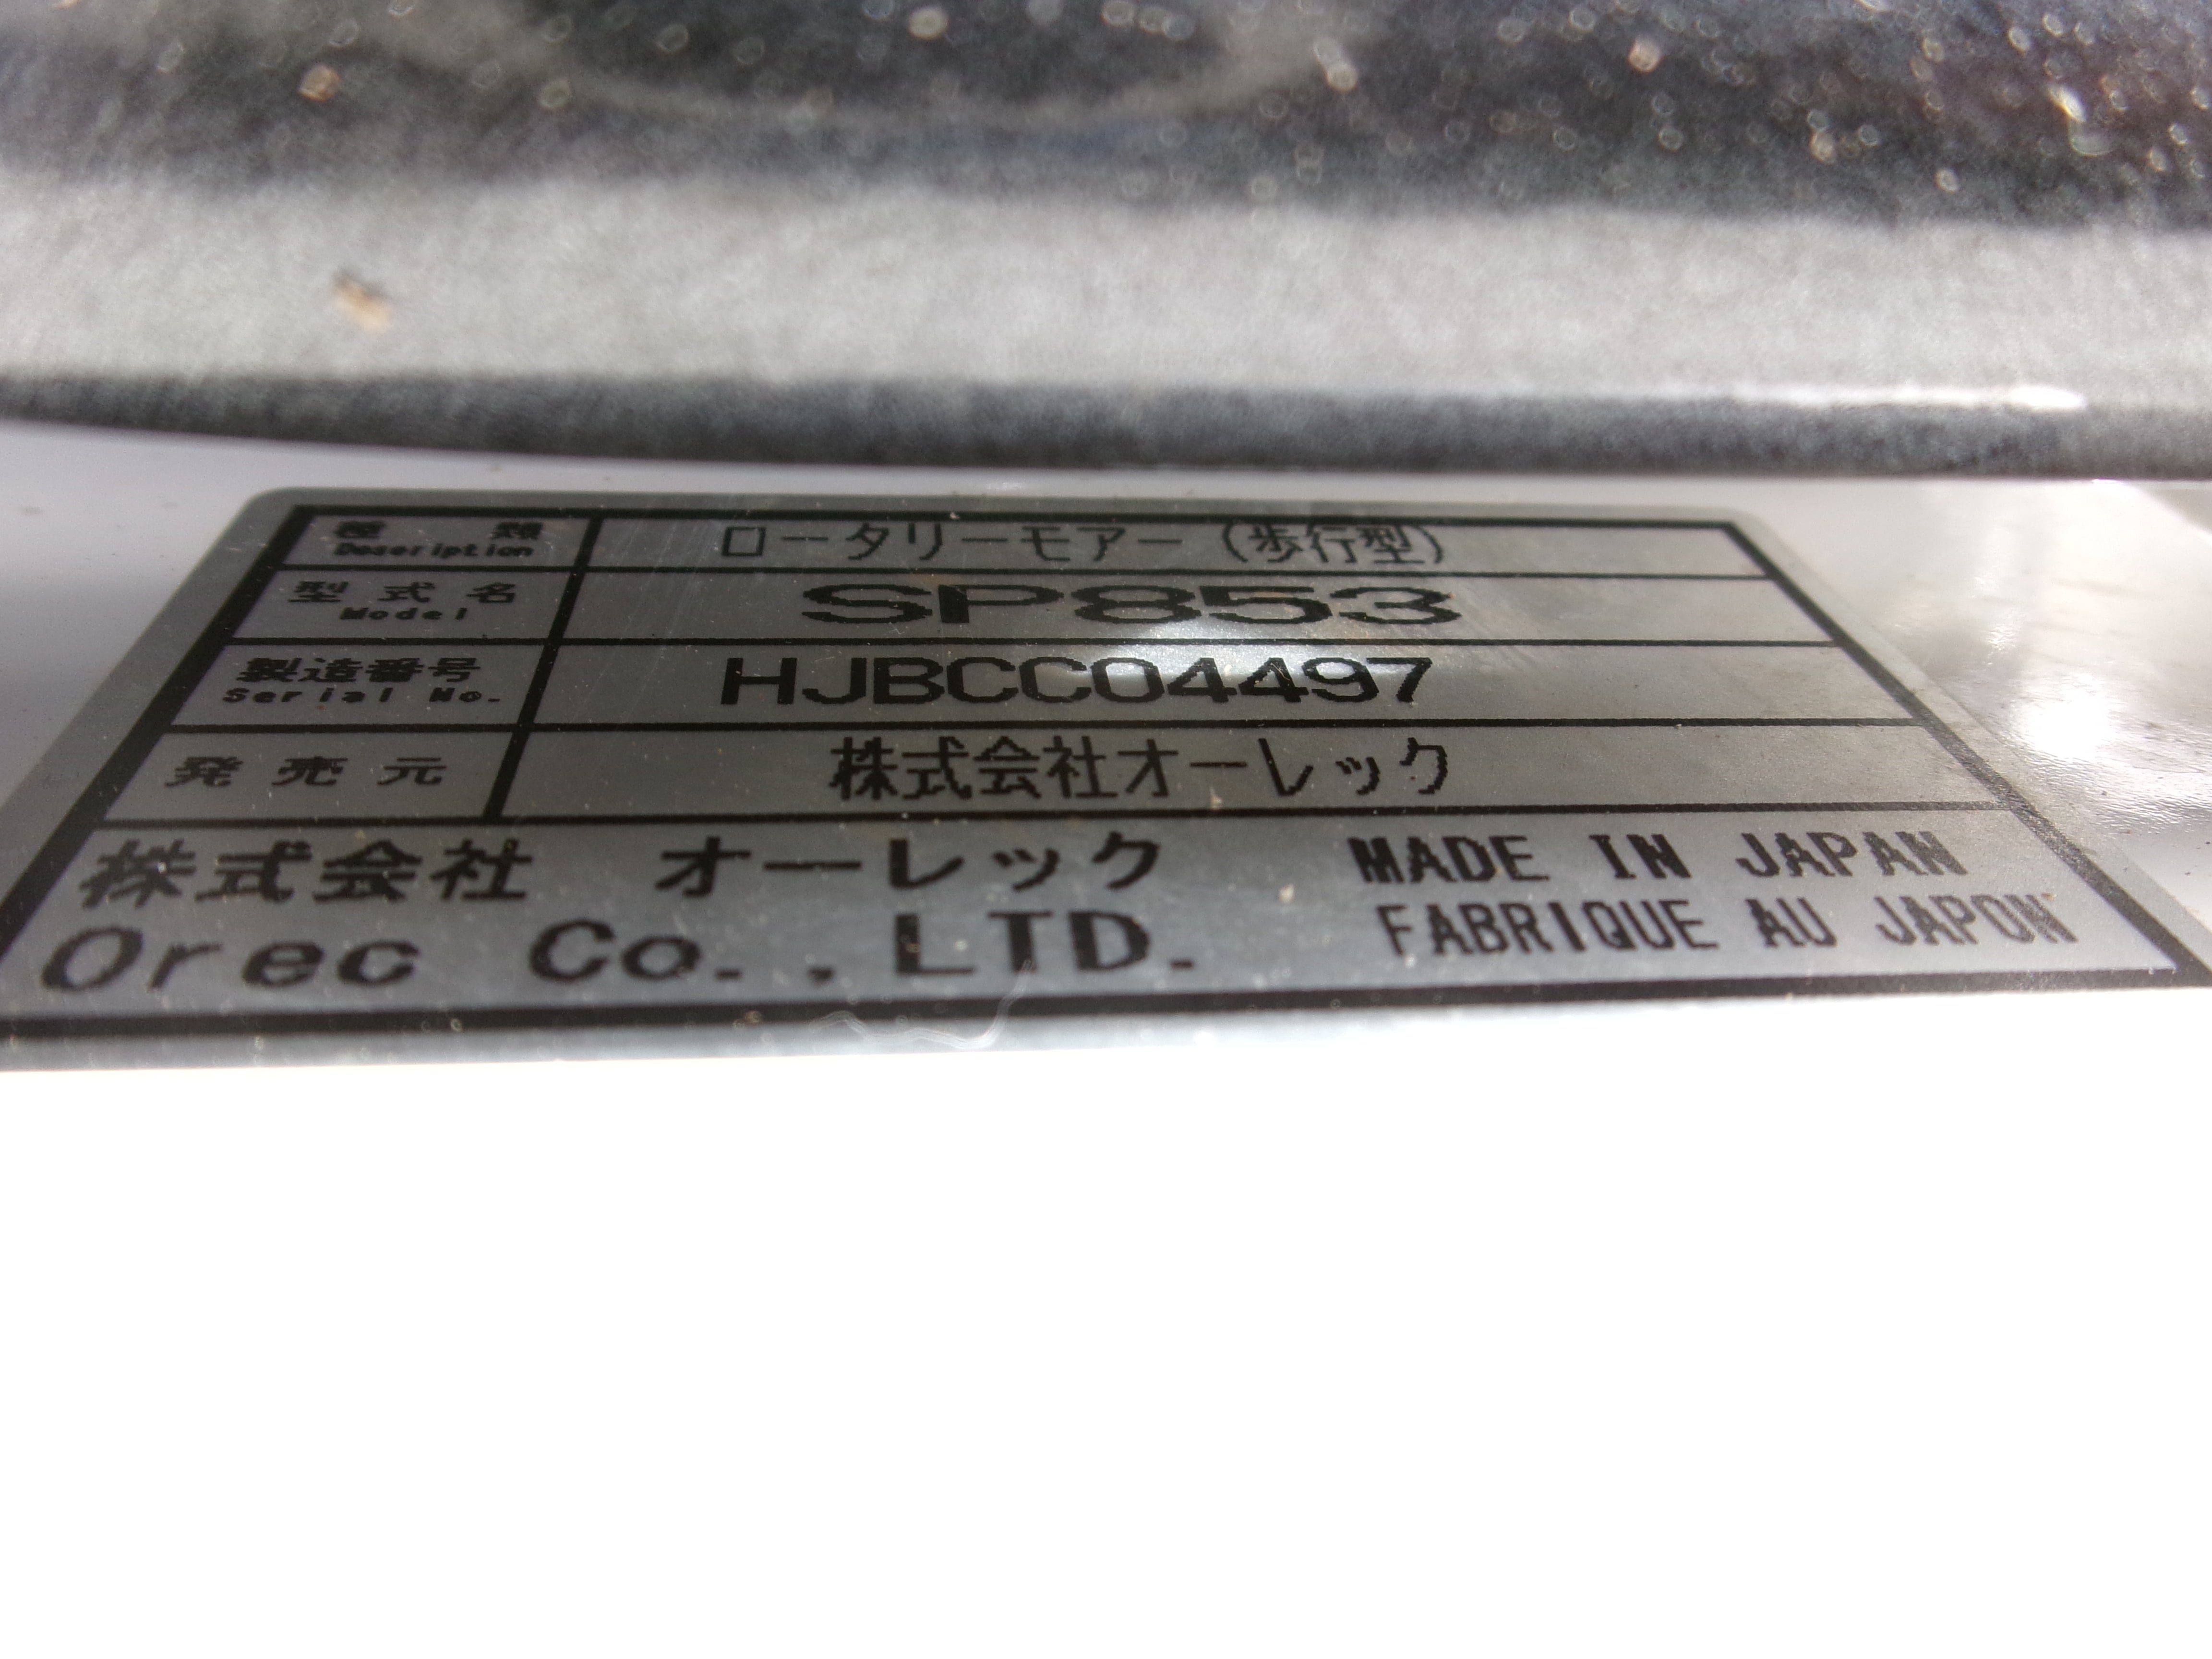 種 類 ロータリーモアー(歩行型)
Description
型式名 SP853
Model
製造番号 HJBCC04497
Serial No.
発売元 株式会社オーレック
株式会社 オーレック MADE IN JAPAN
Orec Co.,LTD. FABRIQUE AU JAPON